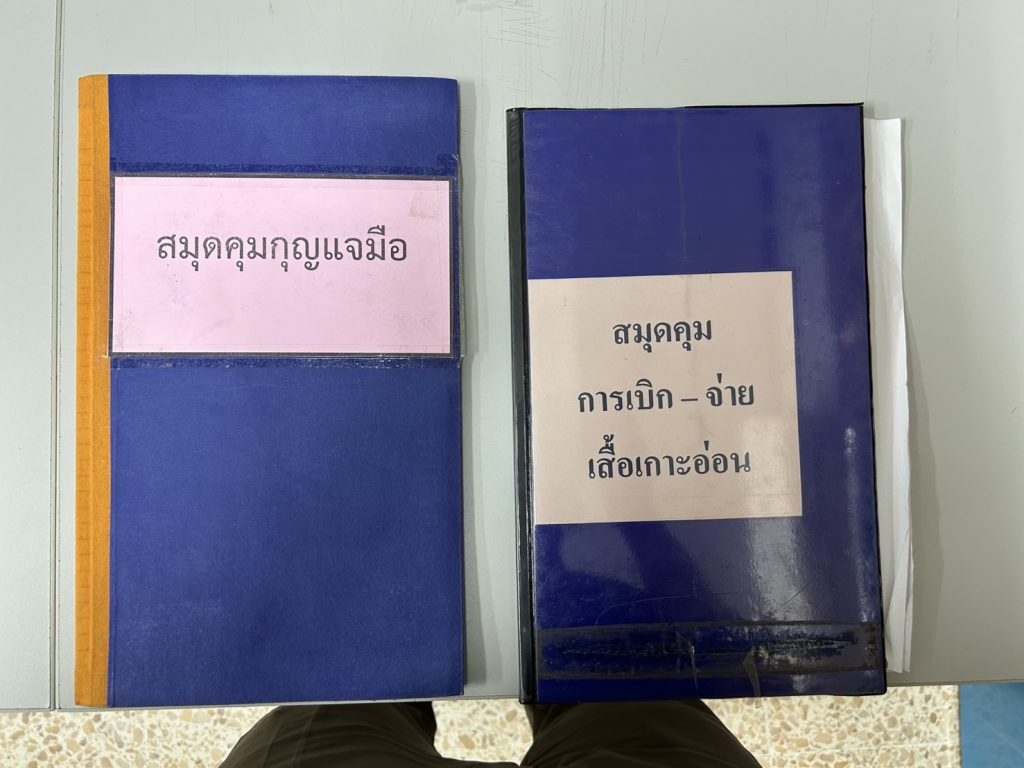 สมุดคุมกุญแจมือ
สมุดคุม
การเบิก – จ่าย
เสื้อเกาะอ่อน